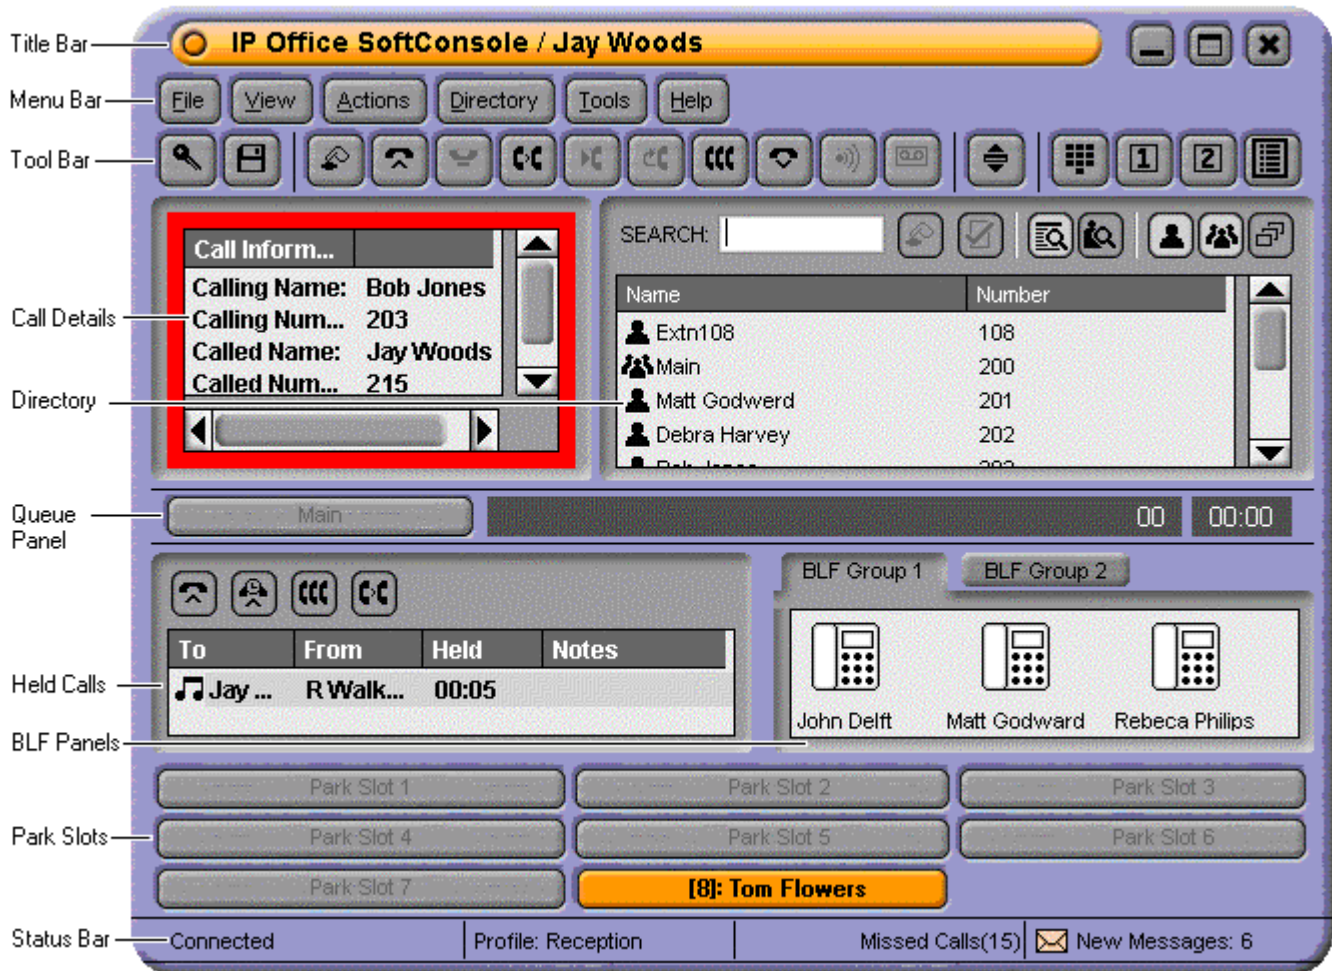 Title Bar
IP Office SoftConsole / Jay Woods
Menu Bar
File View Actions Directory Tools Help
Tool Bar
1 2
Call Details
Call Inform...
Calling Name: Bob Jones
Calling Num... 203
Called Name: Jay Woods
Called Num... 215
SEARCH:
Directory
Name Number
Extn108 108
Main 200
Matt Godwerd 201
Debra Harvey 202
Queue
Panel
Main 00 00:00
Held Calls
To From Held Notes
Jay ... R Walk... 00:05
BLF Group 1 BLF Group 2
John Delft Matt Godward Rebeca Philips
BLF Panels
Park Slot 1 Park Slot 2 Park Slot 3
Park Slots
Park Slot 4 Park Slot 5 Park Slot 6
Park Slot 7 [8]: Tom Flowers
Status Bar
Connected Profile: Reception Missed Calls(15) New Messages: 6